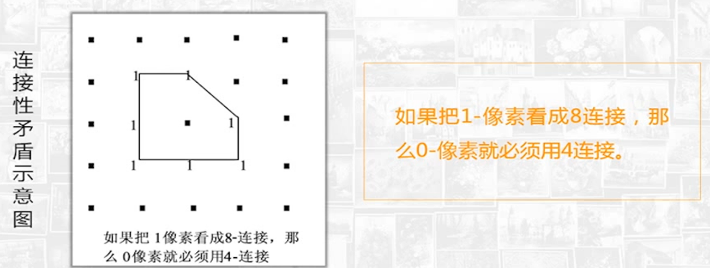 连接性矛盾示意图
1 1
1 1
1 1 1
如果把 1像素看成8-连接，那
么 0像素就必须用4-连接
如果把1-像素看成8连接，那
么0-像素就必须用4连接。